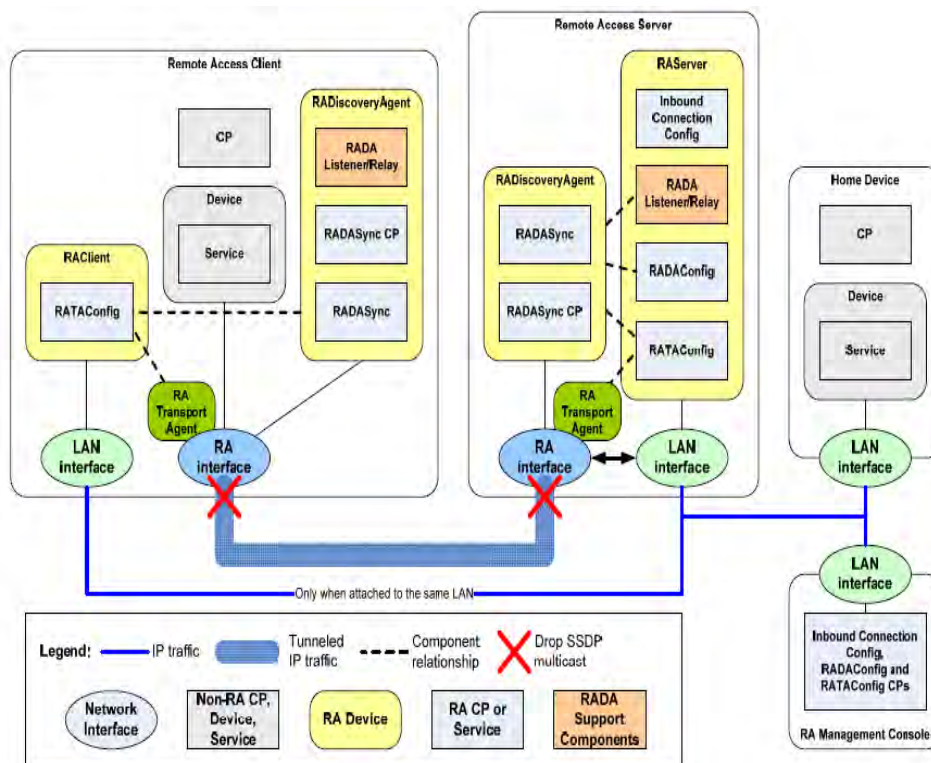 Remote Access Client
CP
Device
Service
RADiscoveryAgent
RADA
Listener/Relay
RADASync CP
RADASync
RAClient
RATAConfig
RA
Transport
Agent
LAN
interface
RA
interface
Remote Access Server
RAServer
Inbound
Connection
Config
RADA
Listener/Relay
RADAConfig
RATAConfig
RADiscoveryAgent
RADASync
RADASync CP
RA
Transport
Agent
RA
interface
LAN
interface
Home Device
CP
Device
Service
LAN
interface
Only when attached to the same LAN
LAN
interface
Inbound Connection
Config,
RADAConfig and
RATAConfig CPs
RA Management Console
Legend:
IP traffic
Tunneled
IP traffic
Component
relationship
Drop SSDP
multicast
Network
Interface
Non-RA CP,
Device,
Service
RA Device
RA CP or
Service
RADA
Support
Components